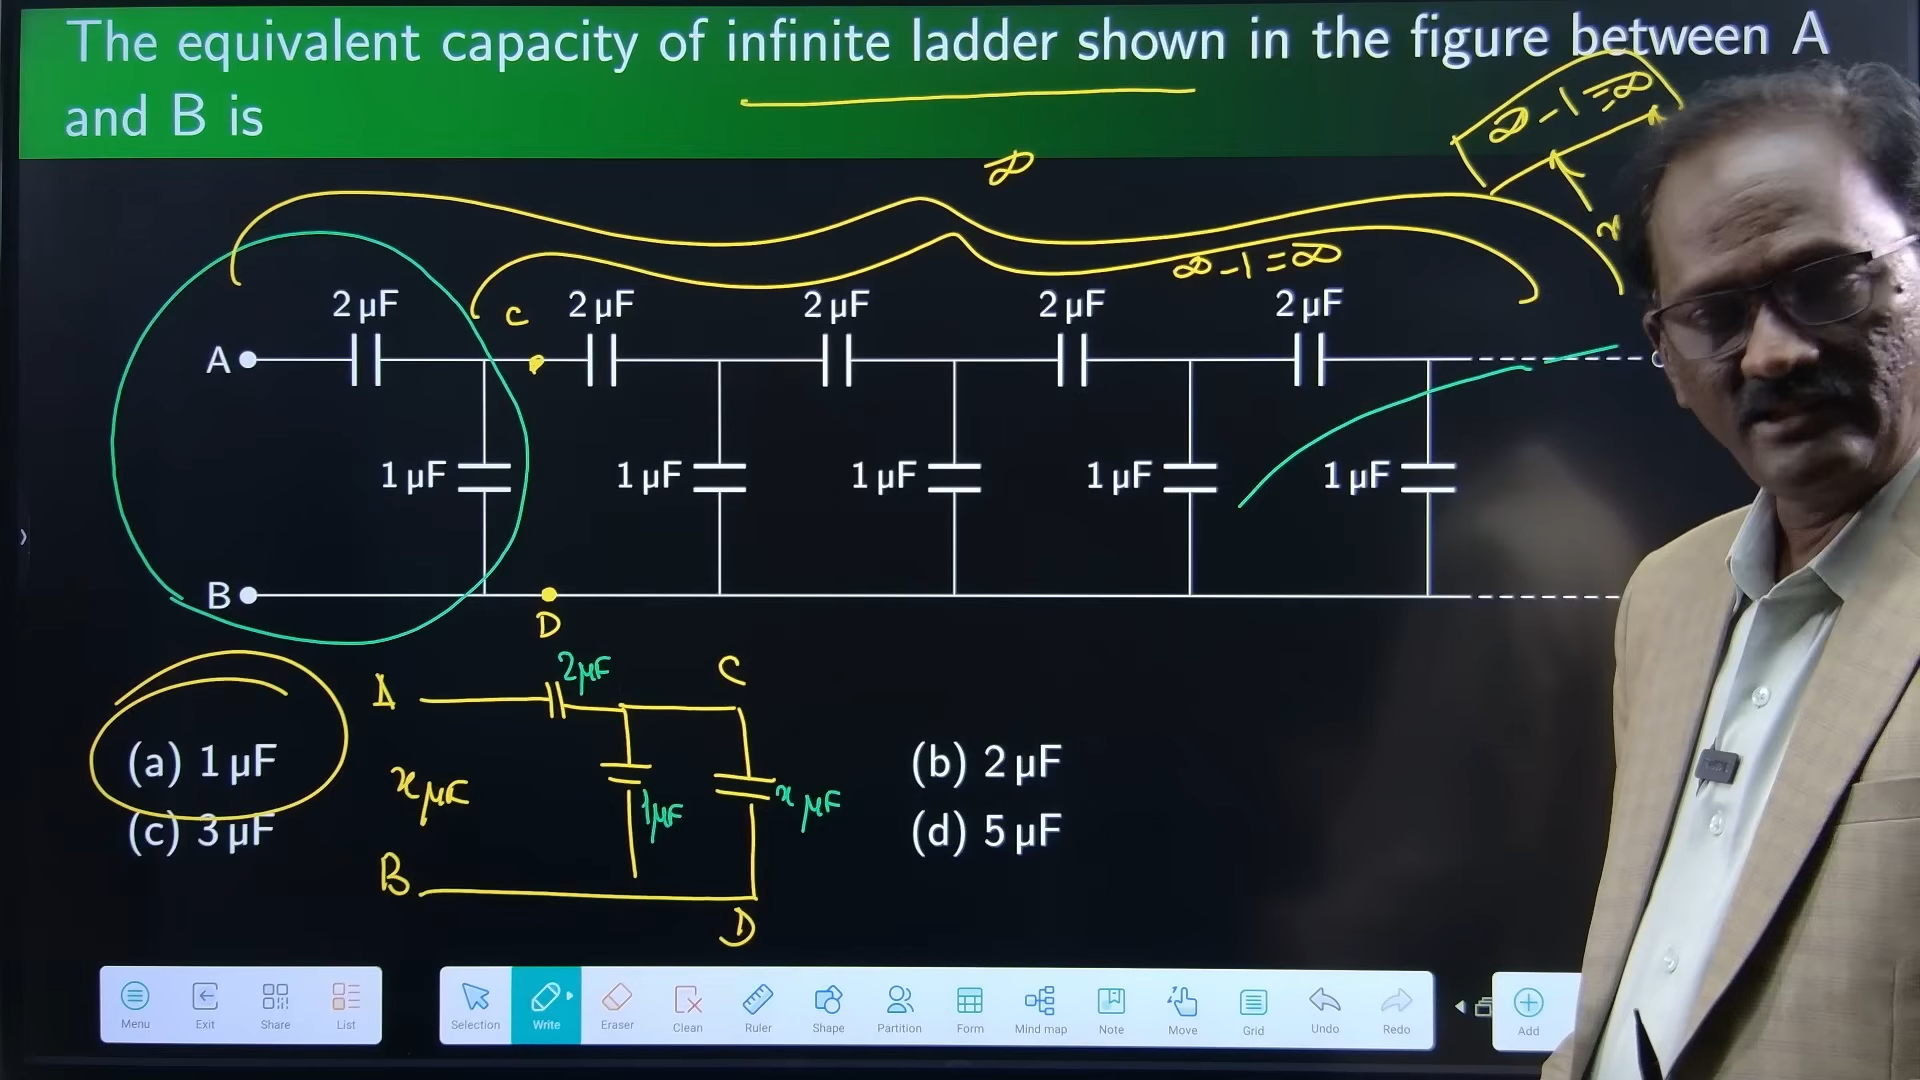 The equivalent capacity of infinite ladder shown in the figure between A
and B is
∞ - 1 = ∞
∞
∞ - 1 = ∞
2 µF
C
2 µF
2 µF
2 µF
2 µF
A
1 µF
1 µF
1 µF
1 µF
1 µF
B
D
2µF
C
A
(a) 1 µF
(b) 2 µF
x µF
1µF
x µF
(c) 3 µF
(d) 5 µF
B
D
Menu
Exit
Share
List
Selection
Write
Eraser
Clean
Ruler
Shape
Partition
Form
Mind map
Note
Move
Grid
Undo
Redo
Add